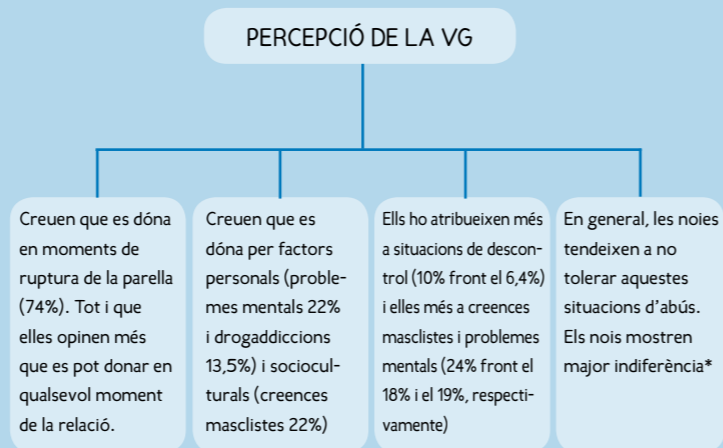 PERCEPCIÓ DE LA VG
Creuen que es dóna
en moments de
ruptura de la parella
(74%). Tot i que
elles opinen més
que es pot donar en
qualsevol moment
de la relació.
Creuen que es
dóna per factors
personals (proble-
mes mentals 22%
i drogaddiccions
13,5%) i sociocul-
turals (creences
masclistes 22%)
Ells ho atribueixen més
a situacions de descon-
trol (10% front el 6,4%)
i elles més a creences
masclistes i problemes
mentals (24% front el
18% i el 19%, respecti-
vamente)
En general, les noies
tendeixen a no
tolerar aquestes
situacions d'abús.
Els nois mostren
major indiferència*